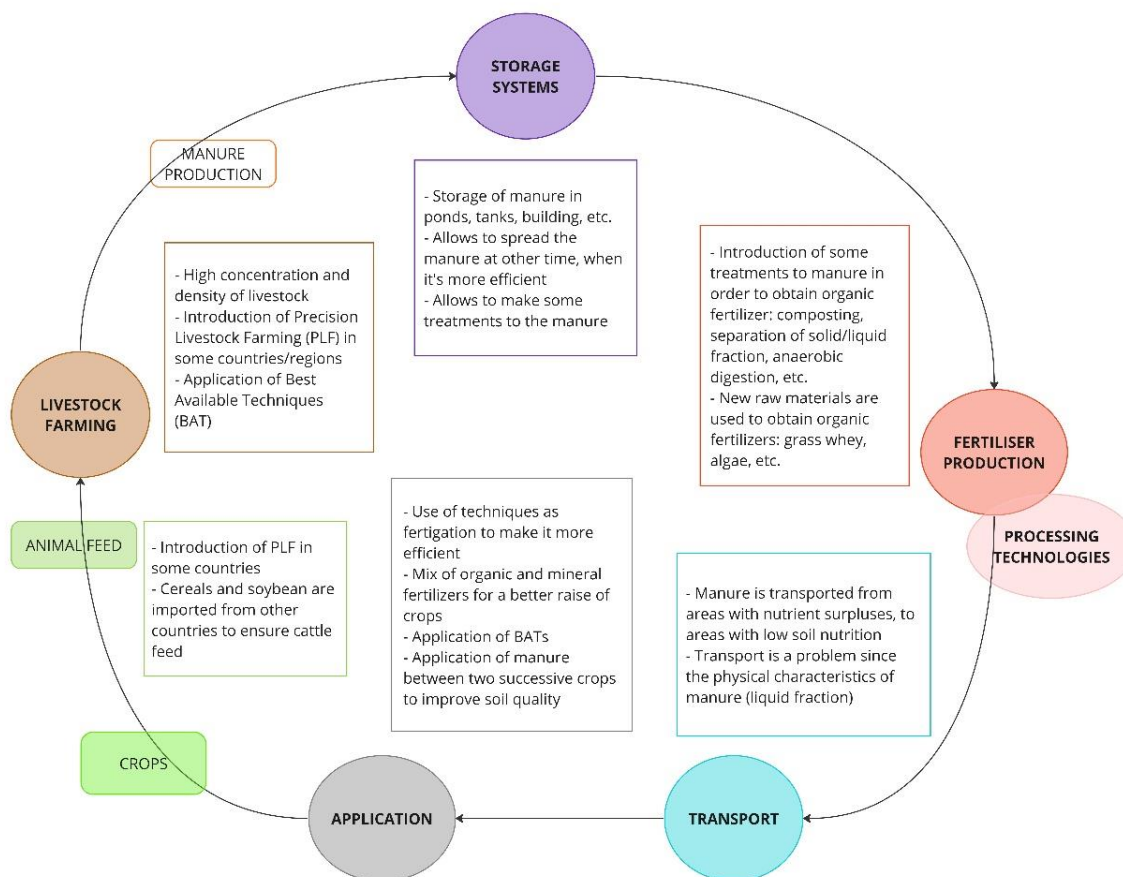 STORAGE
SYSTEMS
MANURE
PRODUCTION
- Storage of manure in
ponds, tanks, building, etc.
- Allows to spread the
manure at other time, when
it's more efficient
- Allows to make some
treatments to the manure
- High concentration and
density of livestock
- Introduction of Precision
Livestock Farming (PLF) in
some countries/regions
- Application of Best
Available Techniques
(BAT)
- Introduction of some
treatments to manure in
order to obtain organic
fertilizer: composting,
separation of solid/liquid
fraction, anaerobic
digestion, etc.
- New raw materials are
used to obtain organic
fertilizers: grass whey,
algae, etc.
LIVESTOCK
FARMING
FERTILISER
PRODUCTION
PROCESSING
TECHNOLOGIES
ANIMAL FEED
- Introduction of PLF in
some countries
- Cereals and soybean are
imported from other
countries to ensure cattle
feed
- Use of techniques as
fertigation to make it more
efficient
- Mix of organic and mineral
fertilizers for a better raise of
crops
- Application of BATs
- Application of manure
between two successive crops
to improve soil quality
- Manure is transported from
areas with nutrient surpluses, to
areas with low soil nutrition
- Transport is a problem since
the physical characteristics of
manure (liquid fraction)
CROPS
APPLICATION
TRANSPORT